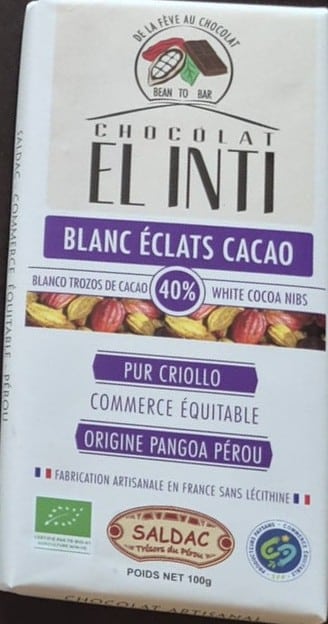 DE LA FÈVE AU CHOCOLAT
BEAN TO BAR
CHOCOLAT
EL INTI
BLANC ÉCLATS CACAO
BLANCO TROZOS DE CACAO 40% WHITE COCOA NIBS
PUR CRIOLLO
COMMERCE ÉQUITABLE
ORIGINE PANGOA PÉROU
FABRICATION ARTISANALE EN FRANCE SANS LÉCITHINE
SALDAC
Trésors du Pérou
POIDS NET 100g
CHOCOLAT ARTISANAL
SALDAC - COMMERCE ÉQUITABLE - PÉROU